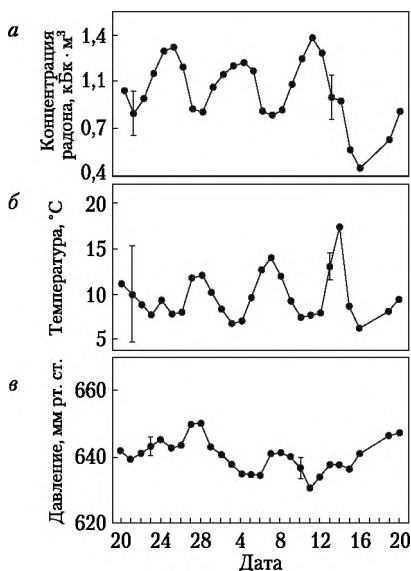 а
Концентрация
радона, кБк · м³
1,4
1,1
0,7
0,4
б
Температура, °С
20
15
10
5
в
Давление, мм рт. ст.
660
640
620
20 24 28 4 6 8 12 16 20
Дата